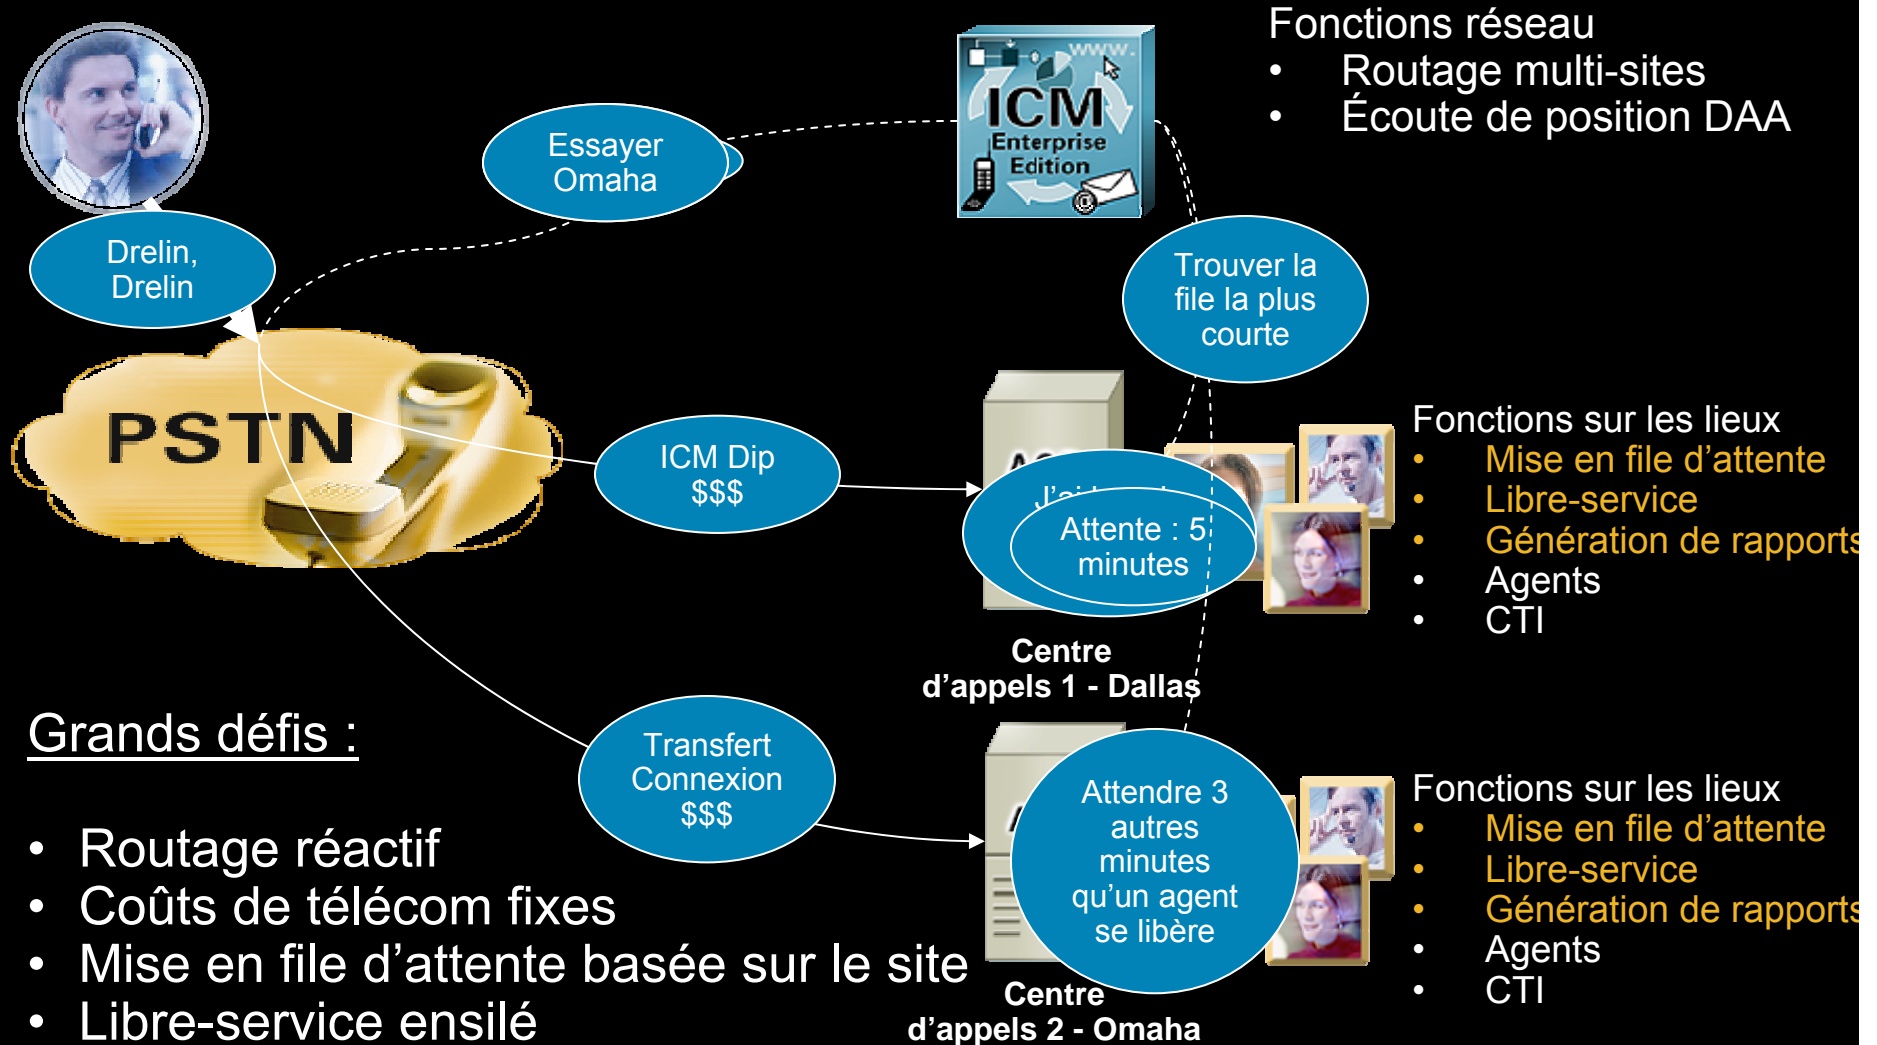 Fonctions réseau
• Routage multi-sites
• Écoute de position DAA
www.
ICM
Enterprise
Edition
Essayer
Omaha
Drelin,
Drelin
Trouver la
file la plus
courte
PSTN
ICM Dip
$$$
J’ai
Attente : 5
minutes
Fonctions sur les lieux
• Mise en file d’attente
• Libre-service
• Génération de rapports
• Agents
• CTI
Centre
d’appels 1 - Dallas
Transfert
Connexion
$$$
Attendre 3
autres
minutes
qu’un agent
se libère
Fonctions sur les lieux
• Mise en file d’attente
• Libre-service
• Génération de rapports
• Agents
• CTI
Centre
d’appels 2 - Omaha
Grands défis :
• Routage réactif
• Coûts de télécom fixes
• Mise en file d’attente basée sur le site
• Libre-service ensilé